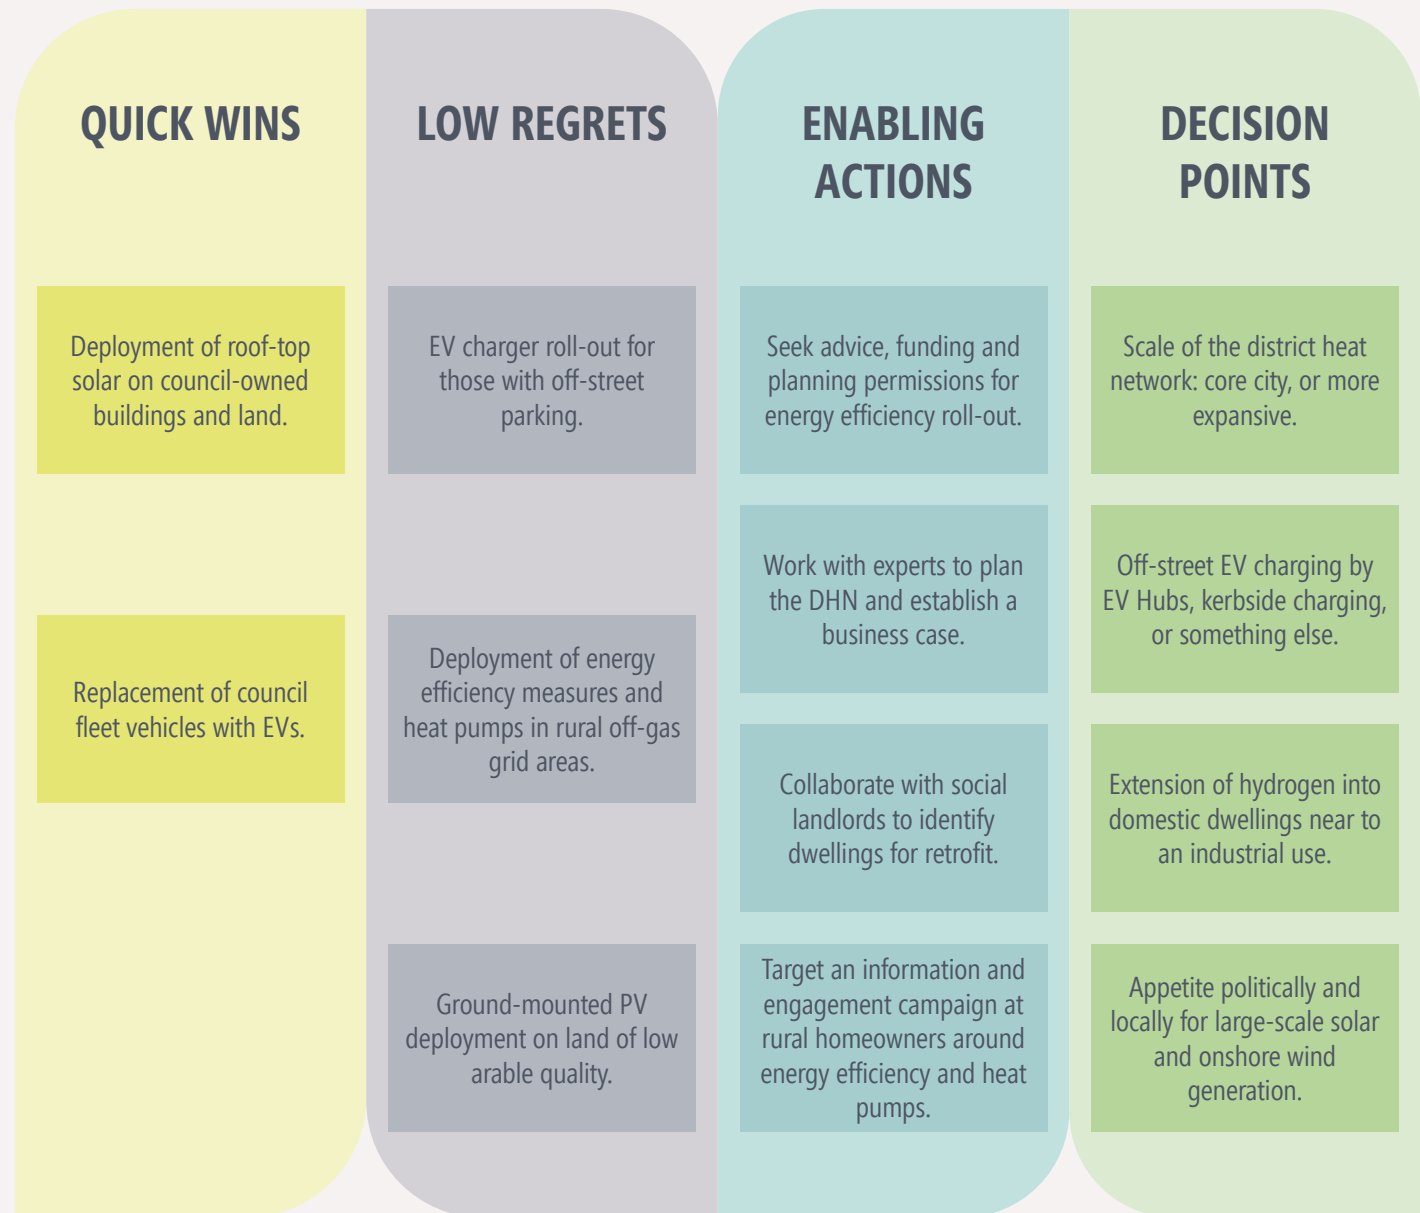 QUICK WINS
Deployment of roof-top
solar on council-owned
buildings and land.
Replacement of council
fleet vehicles with EVs.
LOW REGRETS
EV charger roll-out for
those with off-street
parking.
Deployment of energy
efficiency measures and
heat pumps in rural off-gas
grid areas.
Ground-mounted PV
deployment on land of low
arable quality.
ENABLING
ACTIONS
Seek advice, funding and
planning permissions for
energy efficiency roll-out.
Work with experts to plan
the DHN and establish a
business case.
Collaborate with social
landlords to identify
dwellings for retrofit.
Target an information and
engagement campaign at
rural homeowners around
energy efficiency and heat
pumps.
DECISION
POINTS
Scale of the district heat
network: core city, or more
expansive.
Off-street EV charging by
EV Hubs, kerbside charging,
or something else.
Extension of hydrogen into
domestic dwellings near to
an industrial use.
Appetite politically and
locally for large-scale solar
and onshore wind
generation.